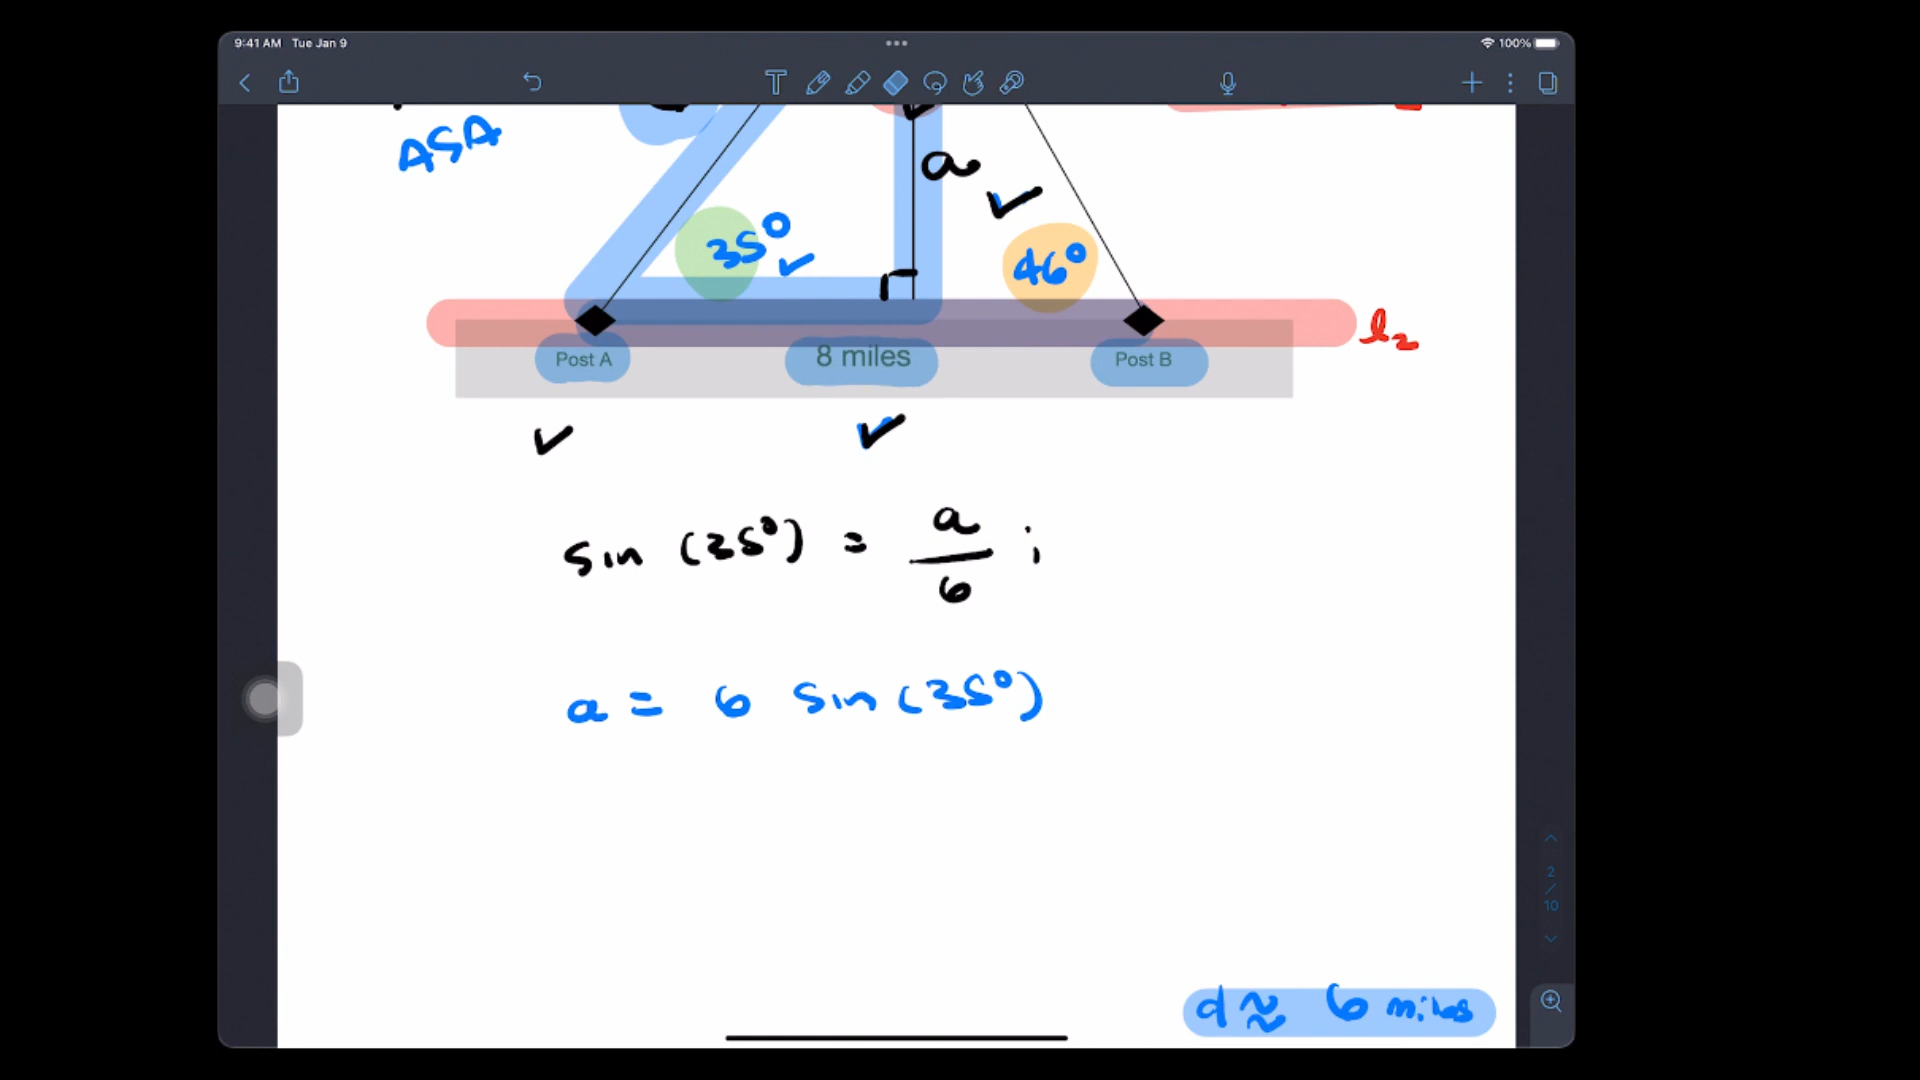 9:41 AM Tue Jan 9
100%
ASA
a
35°
46°
l₂
Post A
8 miles
Post B
sin (35°) = a/6 ;
a = 6 sin (35°)
2
/
10
d ≈ 6 miles